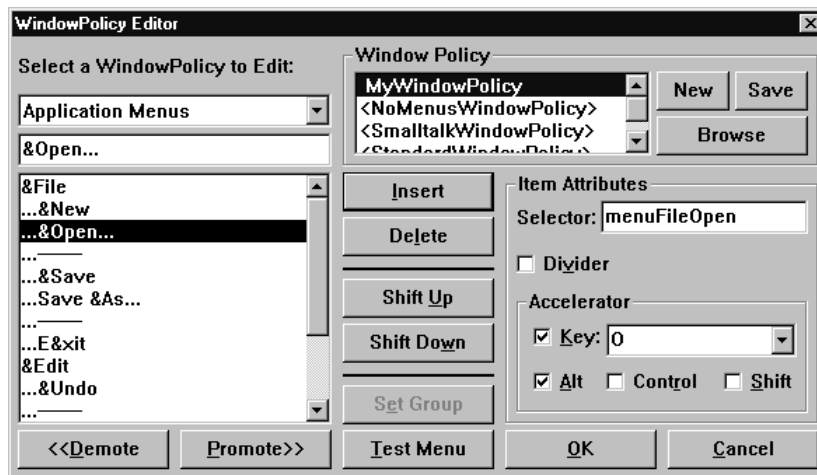 WindowPolicy Editor
Select a WindowPolicy to Edit:
Application Menus
&Open...
&File
...&New
...&Open...
...——
...&Save
...Save &As...
...——
...E&xit
&Edit
...&Undo
...——
<<Demote
Promote>>
Window Policy
MyWindowPolicy
<NoMenusWindowPolicy>
<SmalltalkWindowPolicy>
<StandardWindowPolicy>
New
Save
Browse
Insert
Delete
Shift Up
Shift Down
Set Group
Test Menu
Item Attributes
Selector: menuFileOpen
Divider
Accelerator
Key: O
Alt Control Shift
OK
Cancel